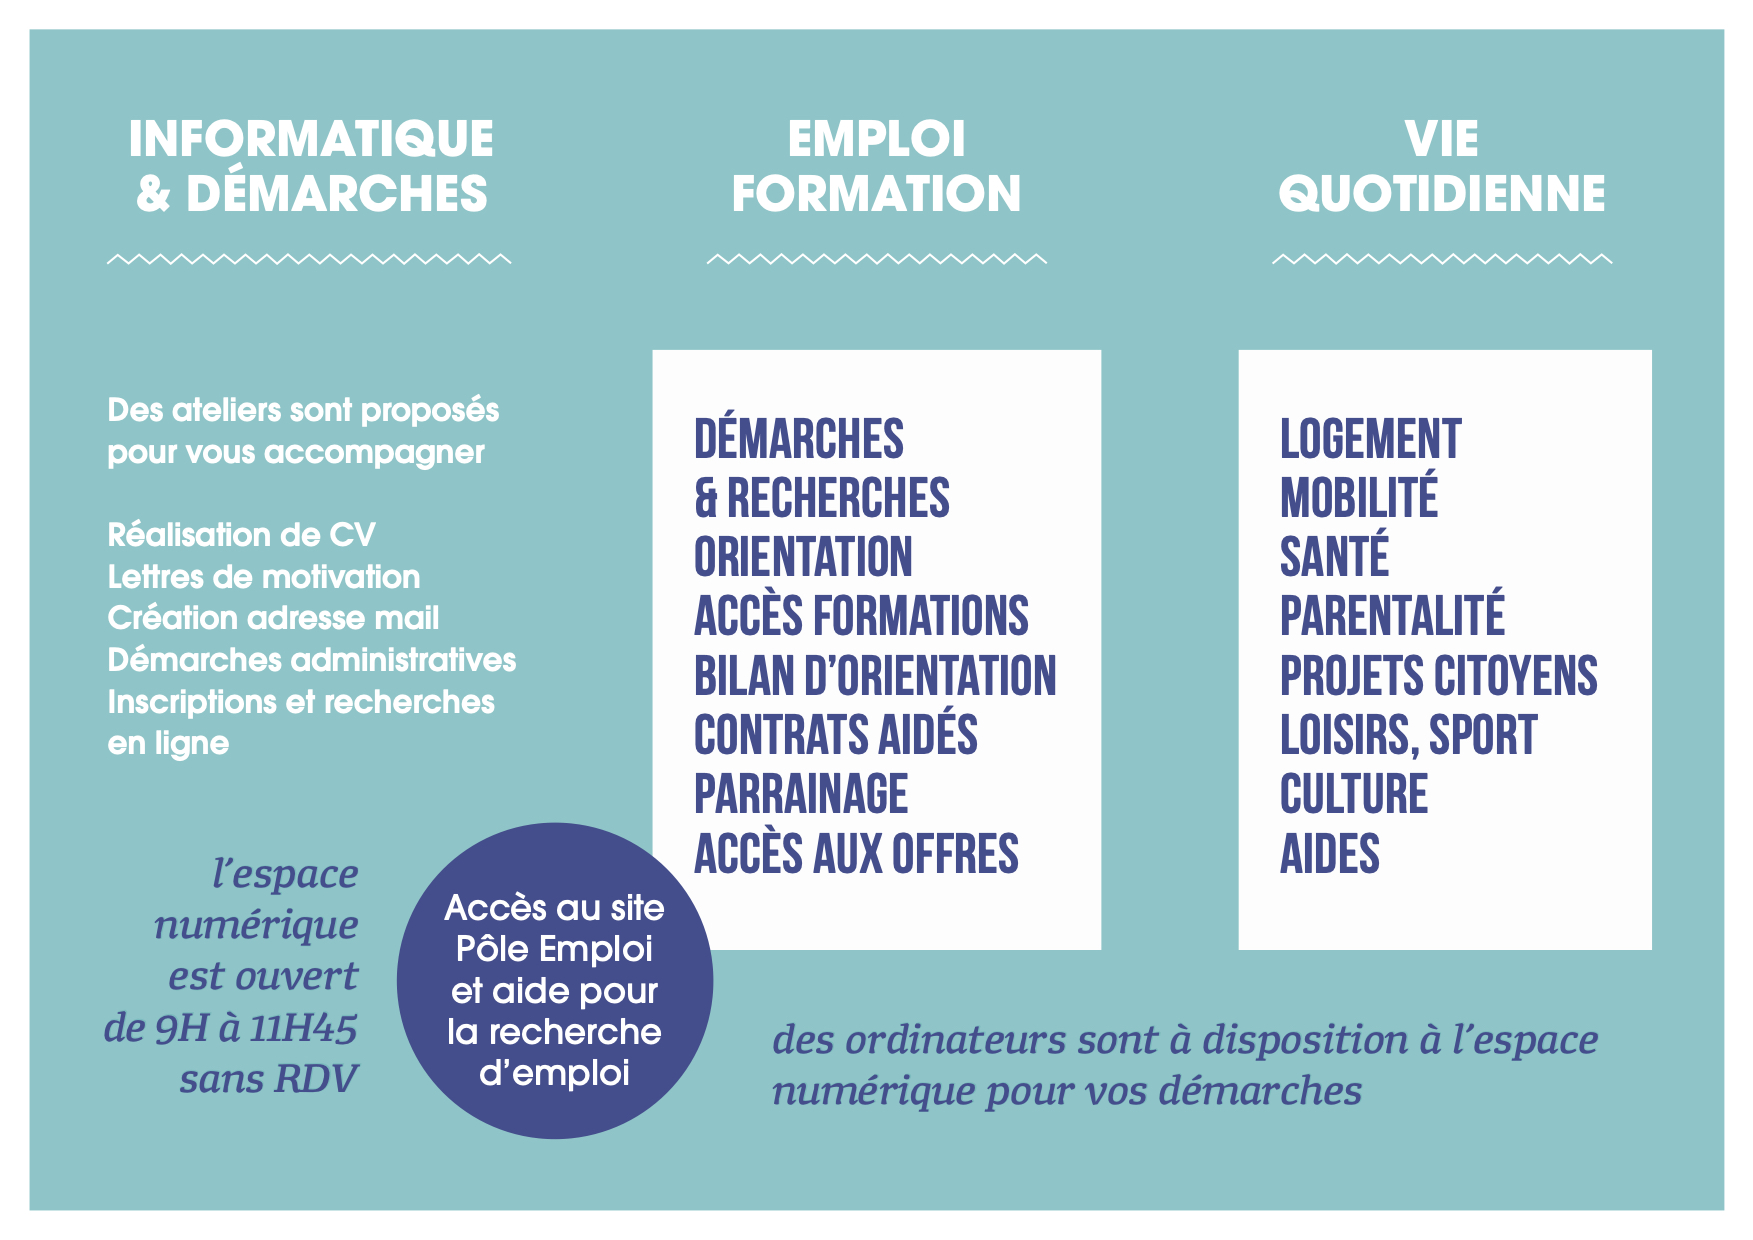 INFORMATIQUE
& DÉMARCHES
Des ateliers sont proposés
pour vous accompagner
Réalisation de CV
Lettres de motivation
Création adresse mail
Démarches administratives
Inscriptions et recherches
en ligne
l’espace
numérique
est ouvert
de 9H à 11H45
sans RDV
Accès au site
Pôle Emploi
et aide pour
la recherche
d’emploi
EMPLOI
FORMATION
DÉMARCHES
& RECHERCHES
ORIENTATION
ACCÈS FORMATIONS
BILAN D’ORIENTATION
CONTRATS AIDÉS
PARRAINAGE
ACCÈS AUX OFFRES
VIE
QUOTIDIENNE
LOGEMENT
MOBILITÉ
SANTÉ
PARENTALITÉ
PROJETS CITOYENS
LOISIRS, SPORT
CULTURE
AIDES
des ordinateurs sont à disposition à l’espace
numérique pour vos démarches